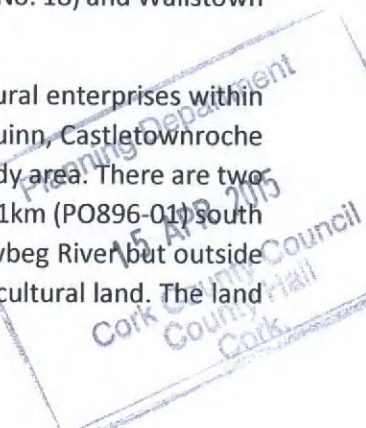 No. 18) and Wallstown
ural enterprises within
uinn, Castletownroche
dy area. There are two
1km (PO896-01) south
wbeg River but outside
cultural land. The land
Planning Department
15 APR 2015
Cork County Council
County Hall
Cork.